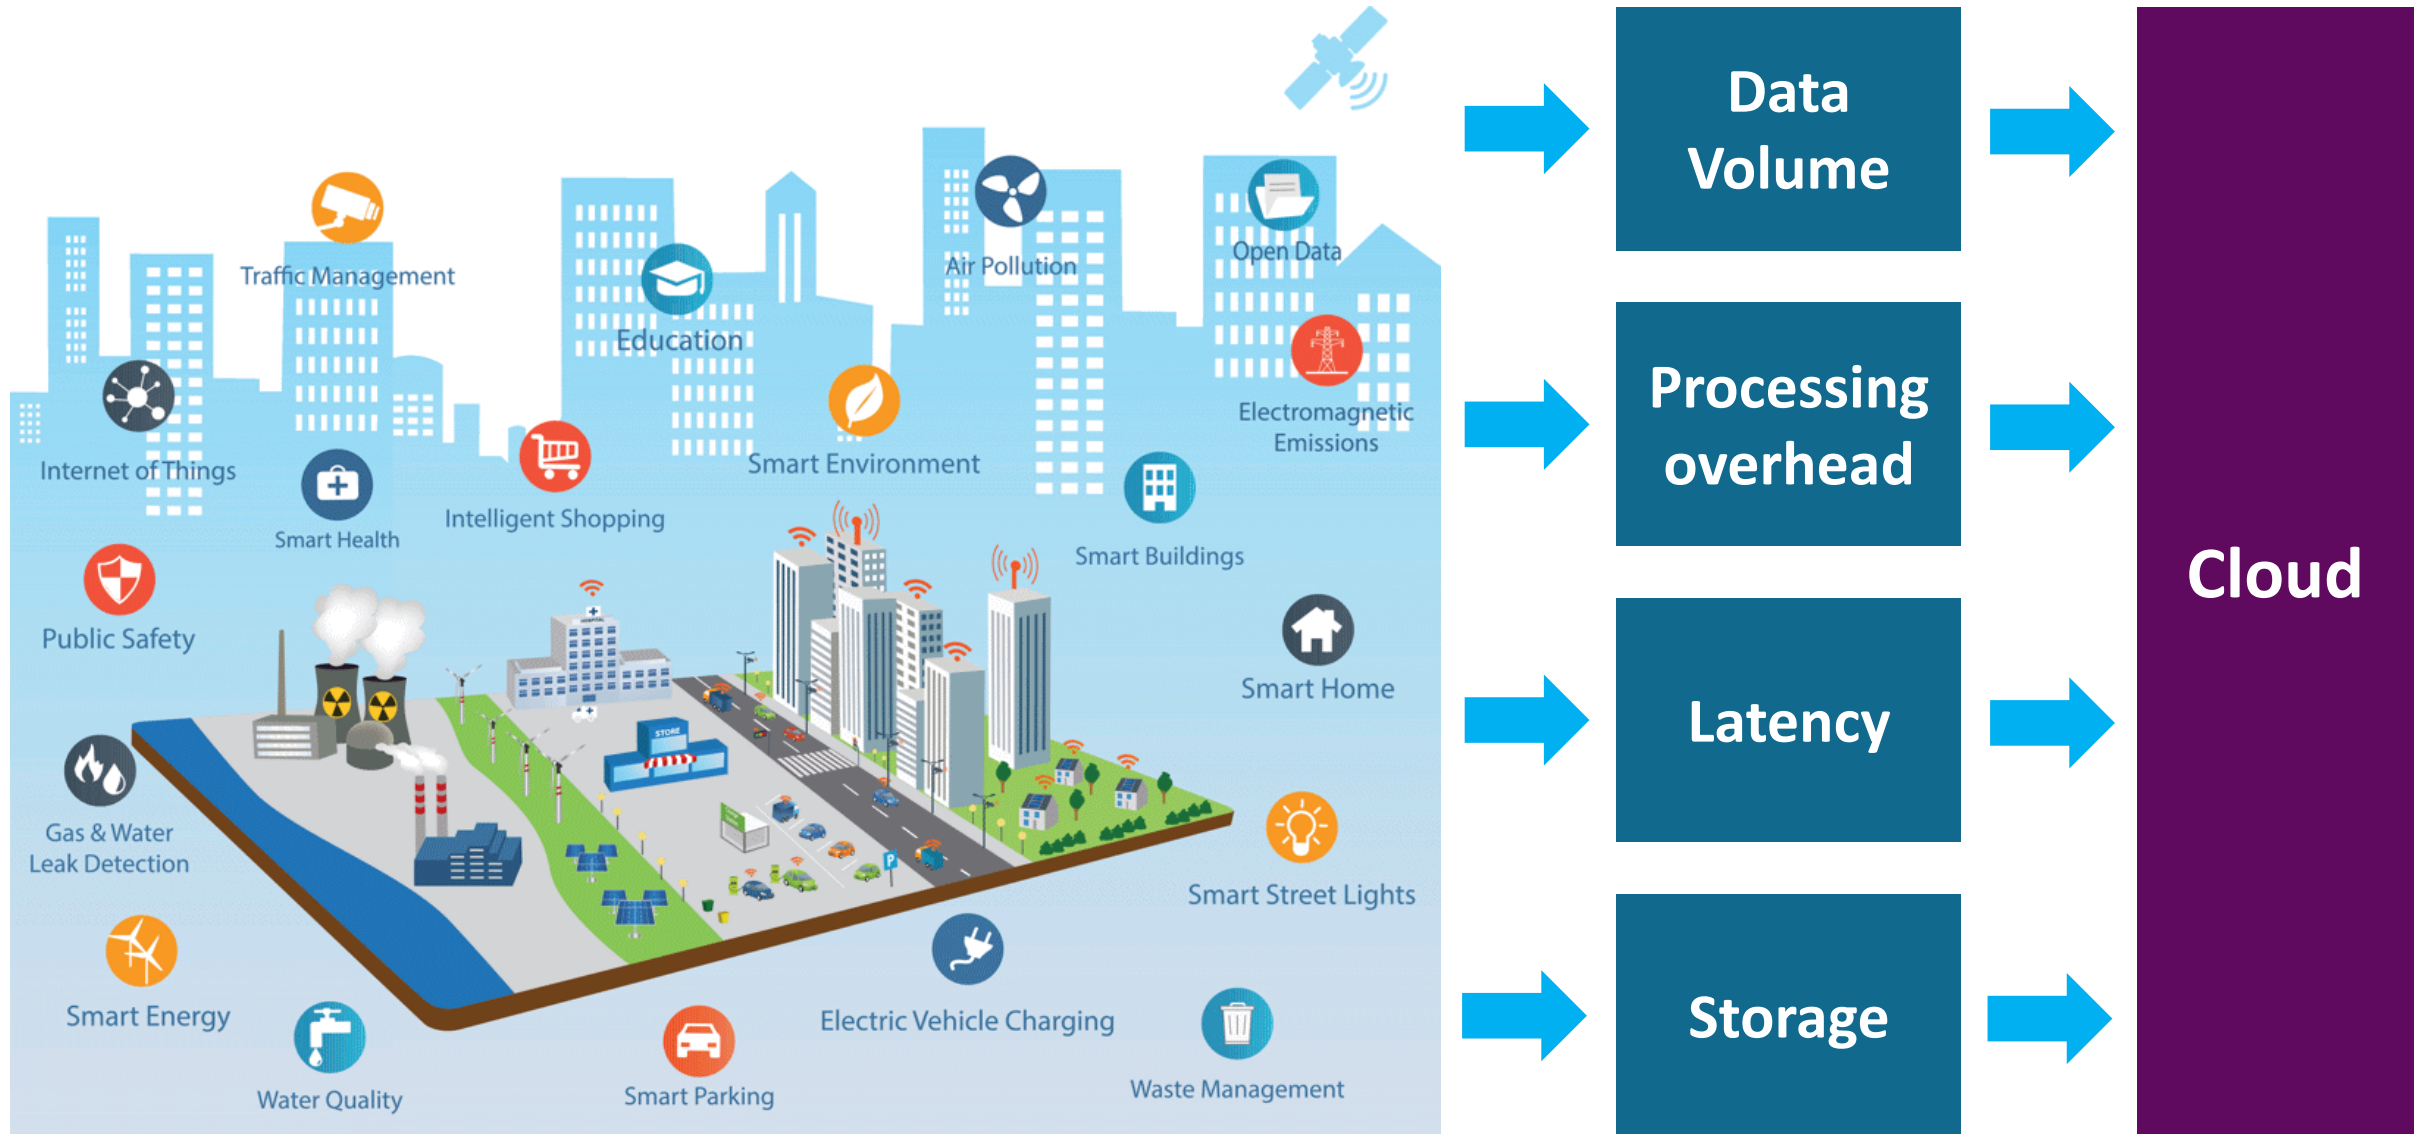 Traffic Management
Education
Air Pollution
Open Data
Internet of Things
Smart Health
Intelligent Shopping
Smart Environment
Electromagnetic
Emissions
Smart Buildings
Public Safety
HOSPITAL
Smart Home
STORE
Gas & Water
Leak Detection
P
Smart Street Lights
Smart Energy
Electric Vehicle Charging
Water Quality
Smart Parking
Waste Management
Data
Volume
Processing
overhead
Latency
Storage
Cloud